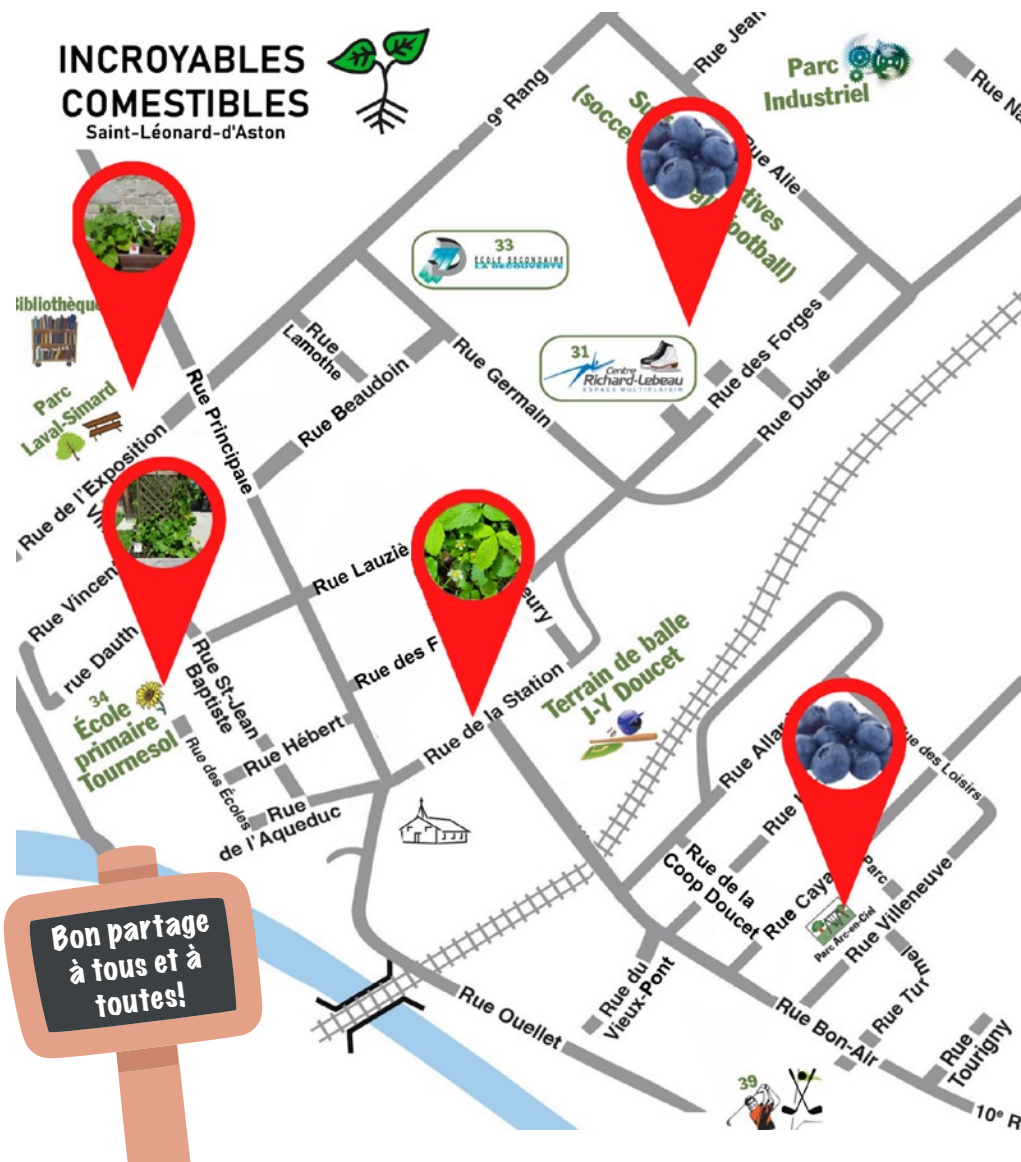 INCROYABLES
COMESTIBLES
Saint-Léonard-d'Aston
9e Rang
Rue Jean
Parc
Industriel
Rue Na
(soccer
Rue Alie
football)
33
ÉCOLE SECONDAIRE
LA DÉCOUVERTE
Bibliothèque
Rue
Lamothe
31
Centre
Richard-Lebeau
ESPACE MULTIPLAISIR
Rue des Forges
Rue Germain
Rue Dubé
Parc
Laval-Simard
Rue Principale
Rue Beaudoin
Rue de l'Exposition
Rue Vincent
Rue Lauziè
rue Dauth
Rue St-Jean
Baptiste
Rue des F
eury
34
École
primaire
Tournesol
Rue Hébert
Rue des Écoles
Rue de la Station
Terrain de balle
J-Y Doucet
Rue
de l'Aqueduc
Rue Allar
Rue des Loisirs
Rue de la
Coop Doucet
Rue Caya
Parc
Parc Arc-en-Ciel
Rue Villeneuve
Bon partage
à tous et à
toutes!
Rue Ouellet
Rue du
Vieux-Pont
Rue Tur
mel
Rue Bon-Air
Rue
Tourigny
39
10e R